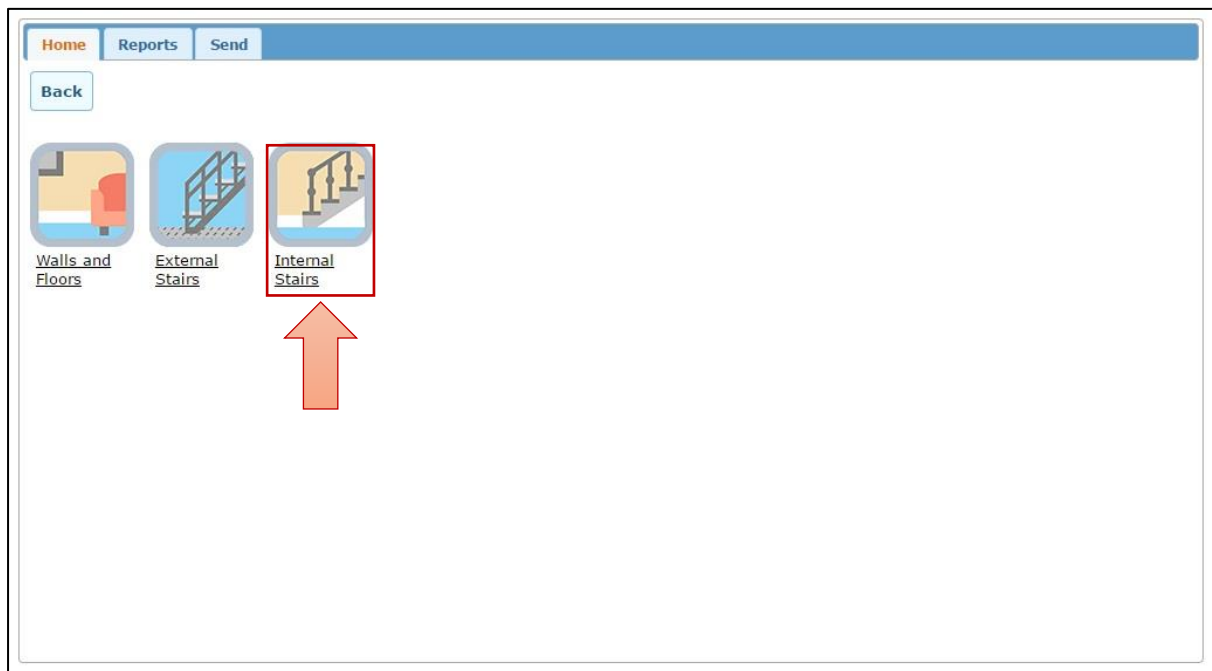 Home Reports Send
Back
Walls and External Internal
Floors Stairs Stairs